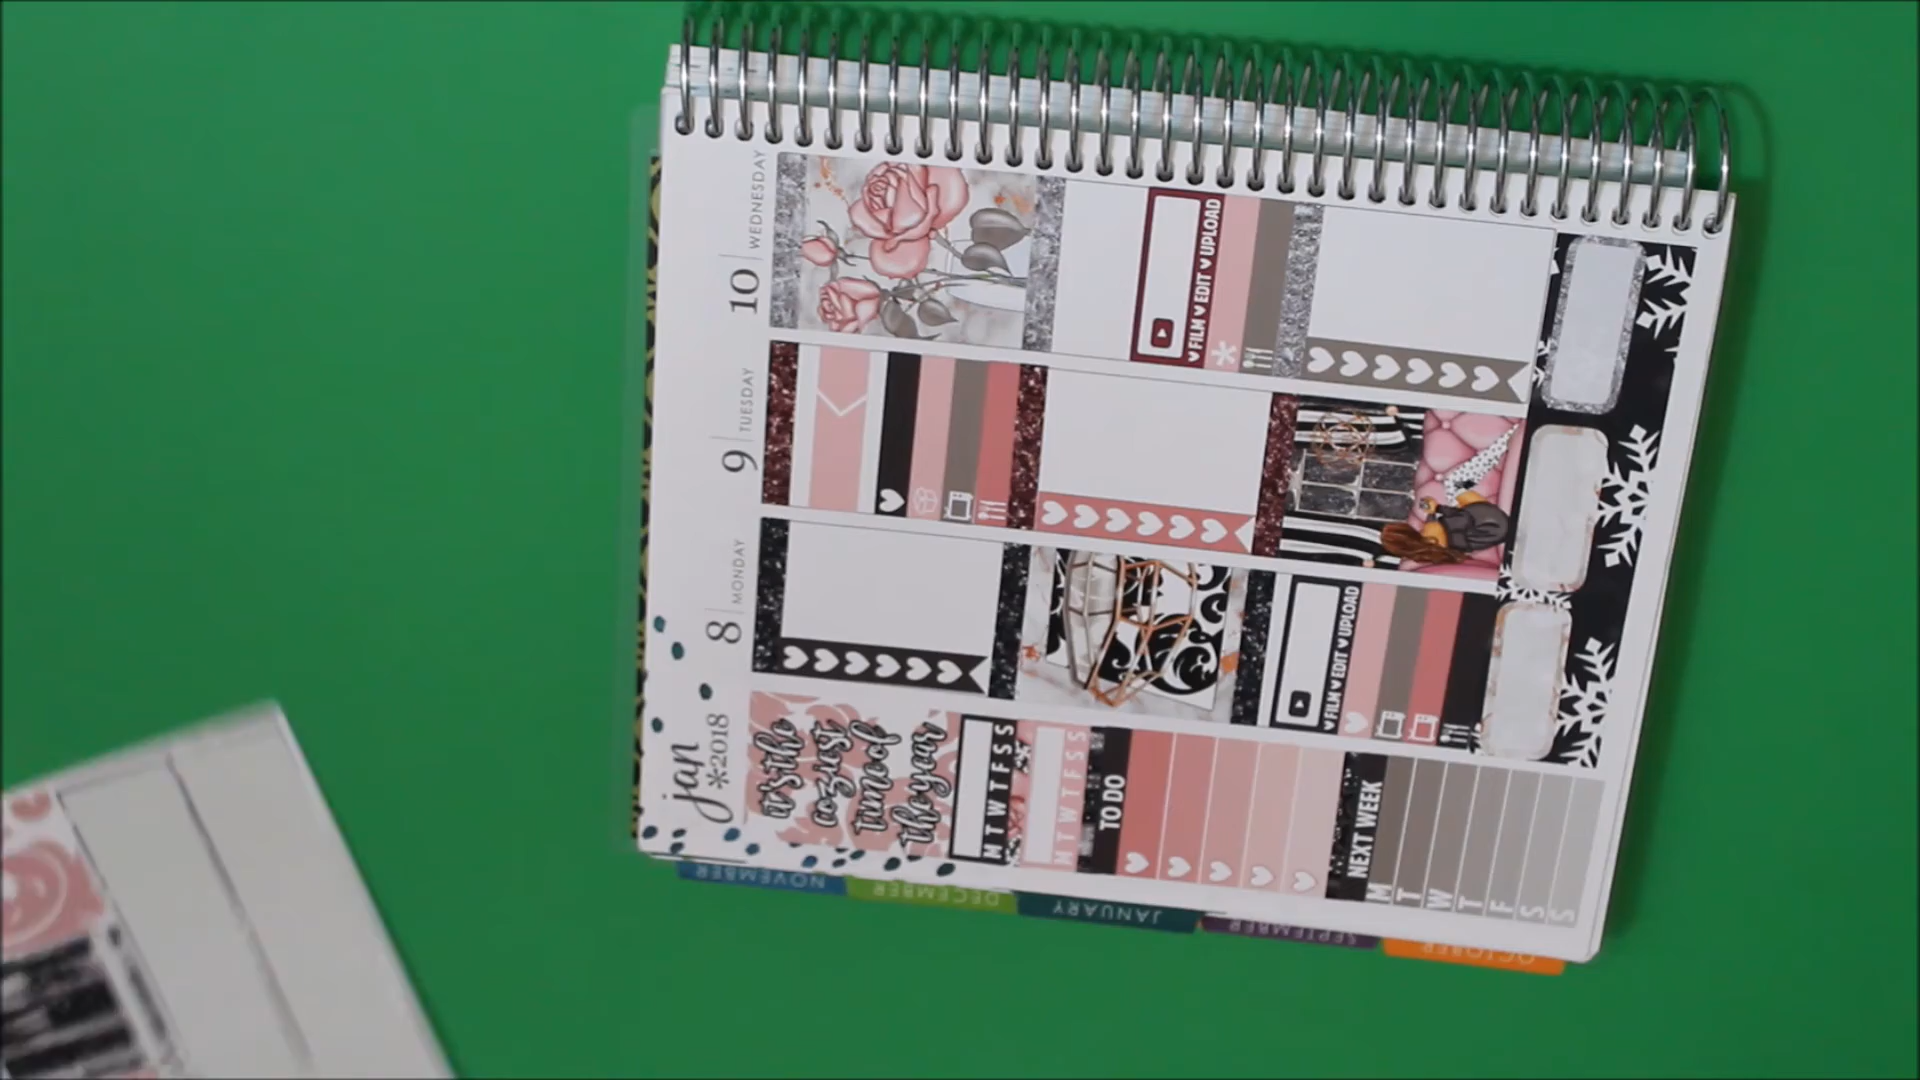 jan
*2018
it's the
coziest
time of
the year
M T W T F S S
M T W T F S S
TO DO
NEXT WEEK
M
T
W
T
F
S
S
8 MONDAY
FILM EDIT UPLOAD
9 TUESDAY
10 WEDNESDAY
FILM EDIT UPLOAD
NOVEMBER
DECEMBER
JANUARY
SEPTEMBER
OCTOBER